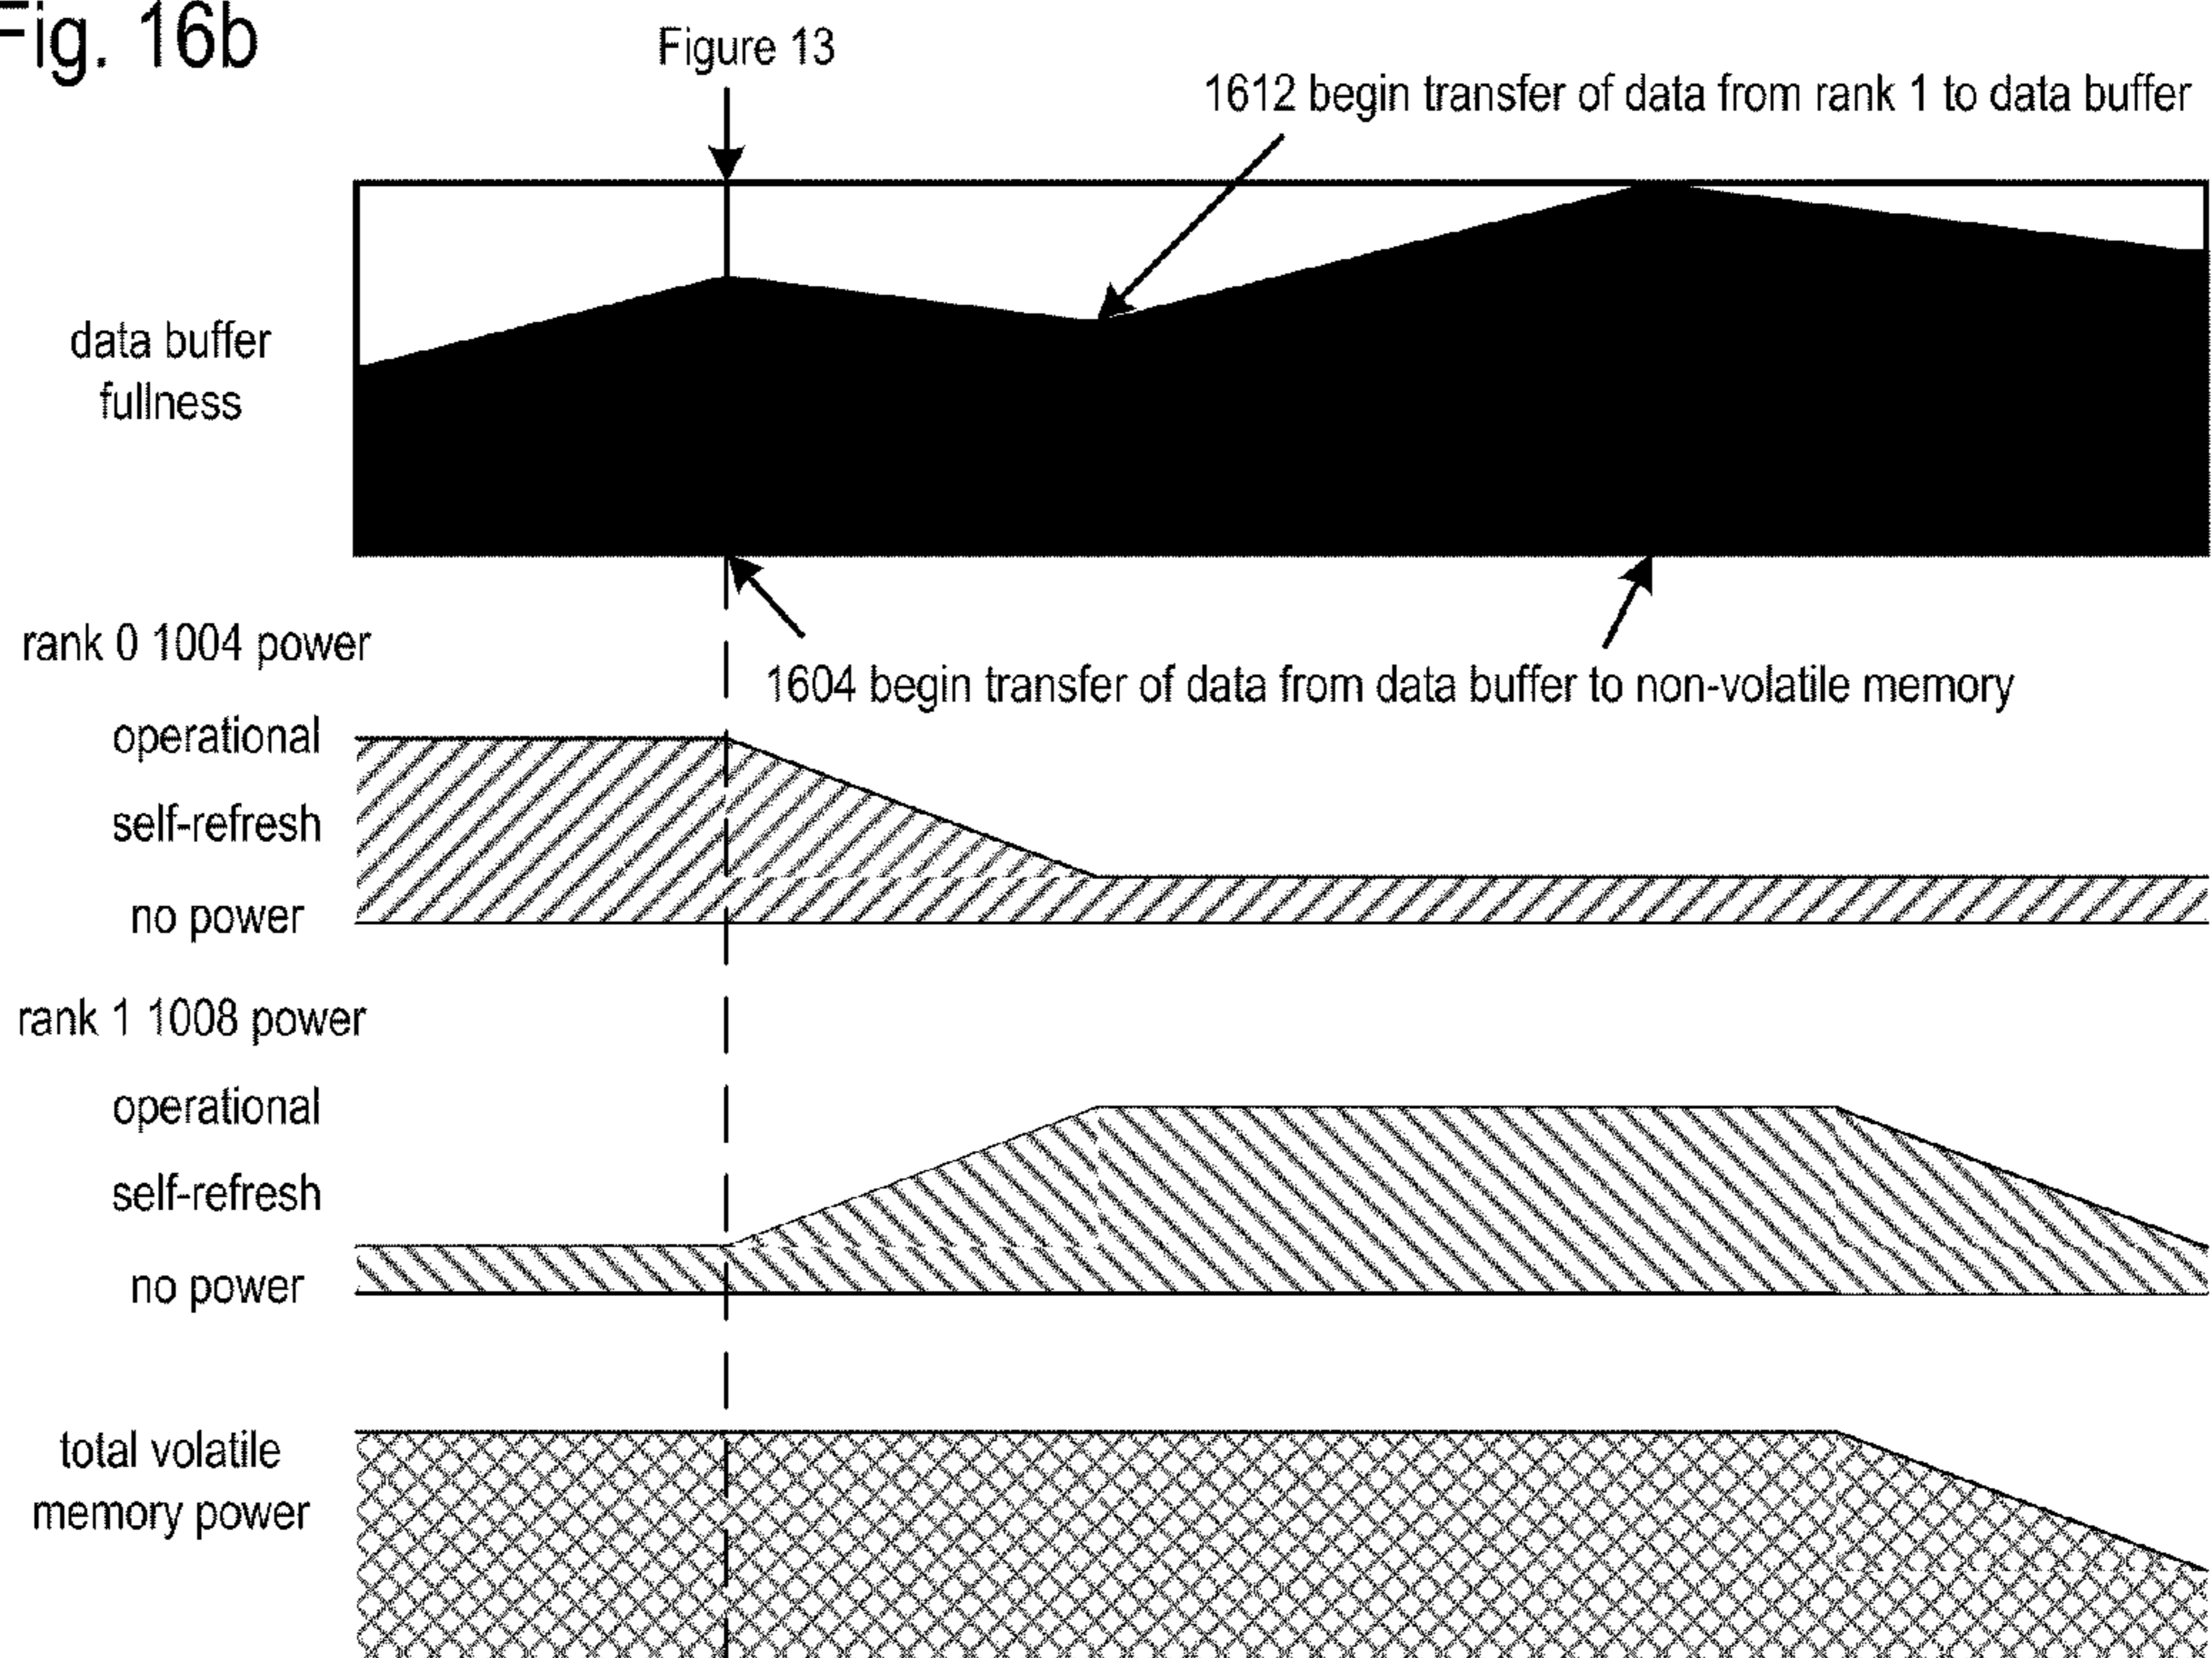 Fig. 16b
Figure 13
1612 begin transfer of data from rank 1 to data buffer
data buffer
fullness
rank 0 1004 power
1604 begin transfer of data from data buffer to non-volatile memory
operational
self-refresh
no power
rank 1 1008 power
operational
self-refresh
no power
total volatile
memory power